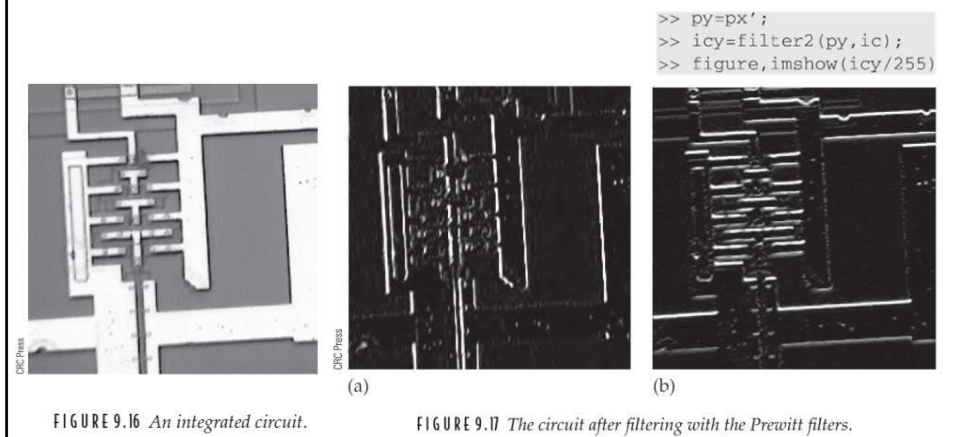 >> py=px';
>> icy=filter2(py,ic);
>> figure,imshow(icy/255)
CRC Press
CRC Press
(a)
(b)
FIGURE 9.16 An integrated circuit.
FIGURE 9.17 The circuit after filtering with the Prewitt filters.